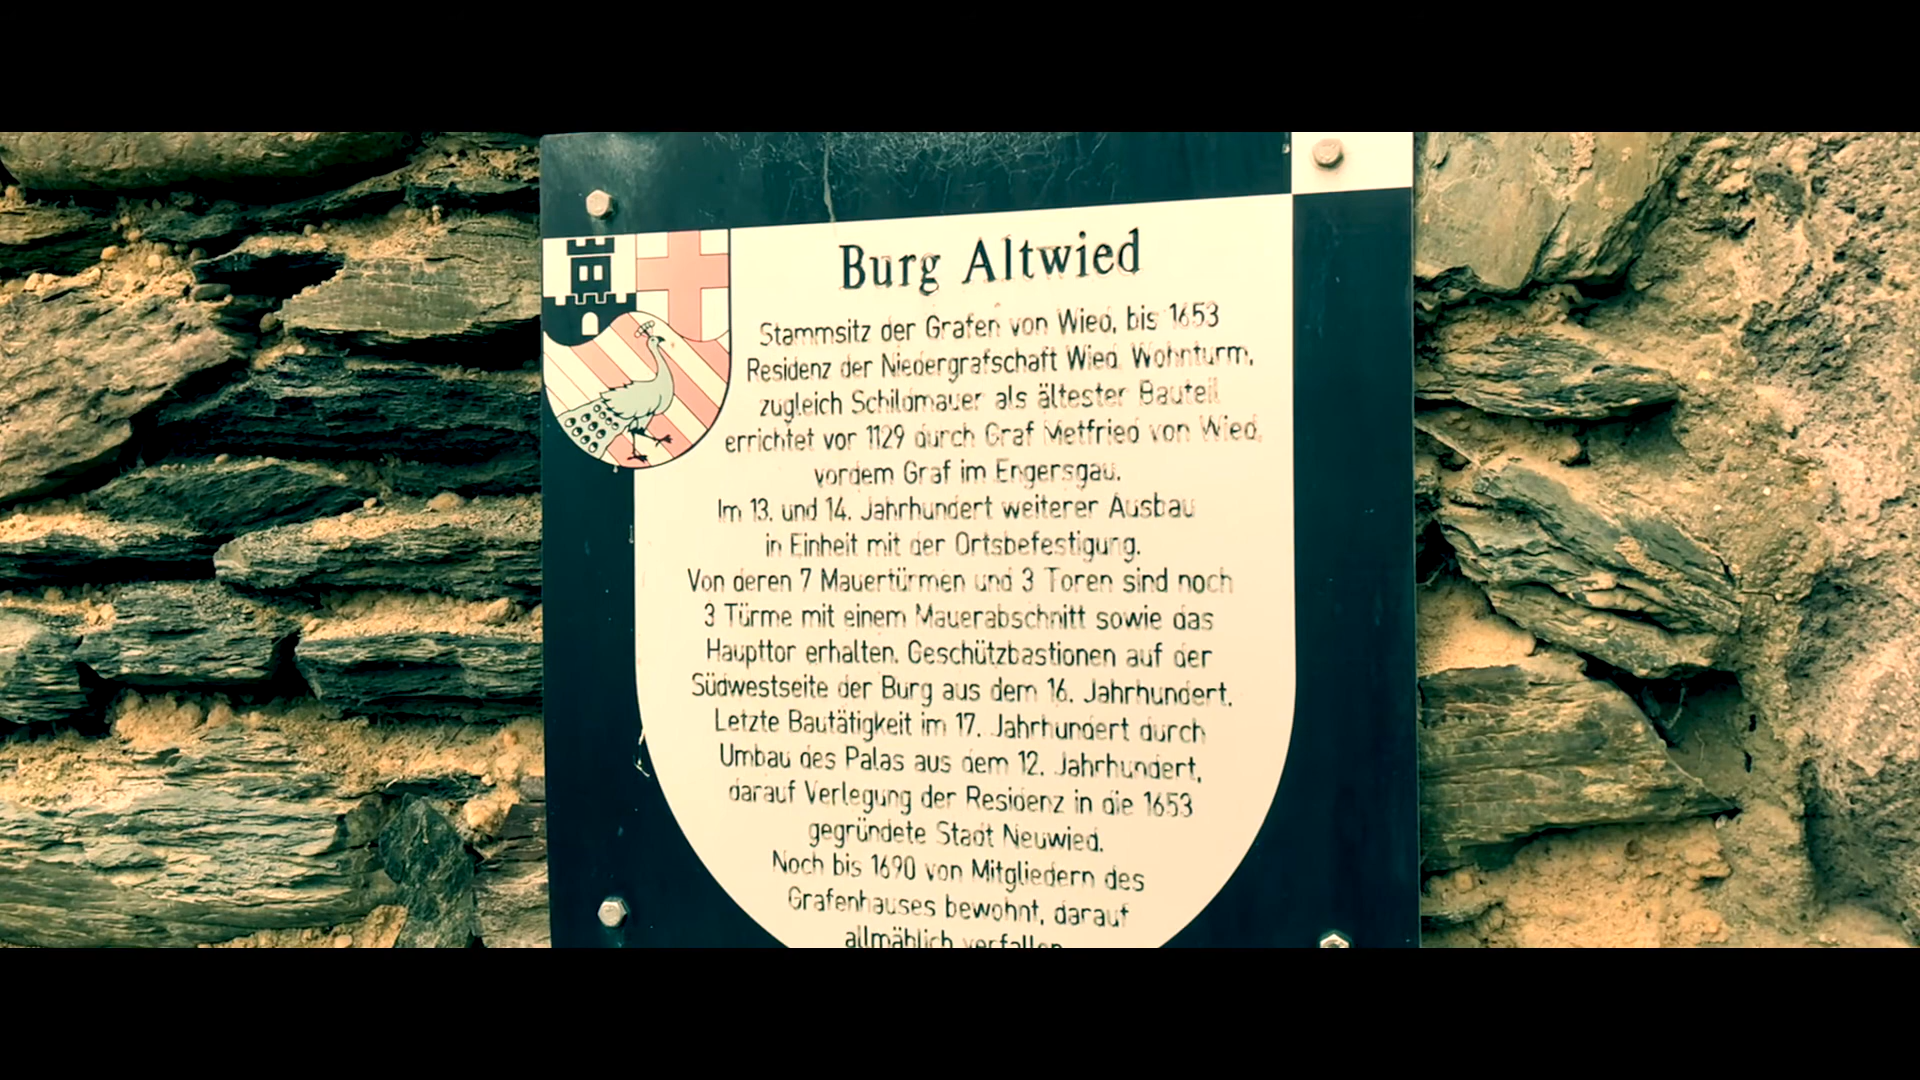 Burg Altwied
Stammsitz der Grafen von Wied, bis 1653
Residenz der Niedergrafschaft Wied. Wohnturm,
zugleich Schildmauer als ältester Bauteil
errichtet vor 1129 durch Graf Metfried von Wied,
vordem Graf im Engersgau.
Im 13. und 14. Jahrhundert weiterer Ausbau
in Einheit mit der Ortsbefestigung.
Von deren 7 Mauertürmen und 3 Toren sind noch
3 Türme mit einem Mauerabschnitt sowie das
Haupttor erhalten. Geschützbastionen auf der
Südwestseite der Burg aus dem 16. Jahrhundert.
Letzte Bautätigkeit im 17. Jahrhundert durch
Umbau des Palas aus dem 12. Jahrhundert,
darauf Verlegung der Residenz in die 1653
gegründete Stadt Neuwied.
Noch bis 1690 von Mitgliedern des
Grafenhauses bewohnt, darauf
allmählich verfallen